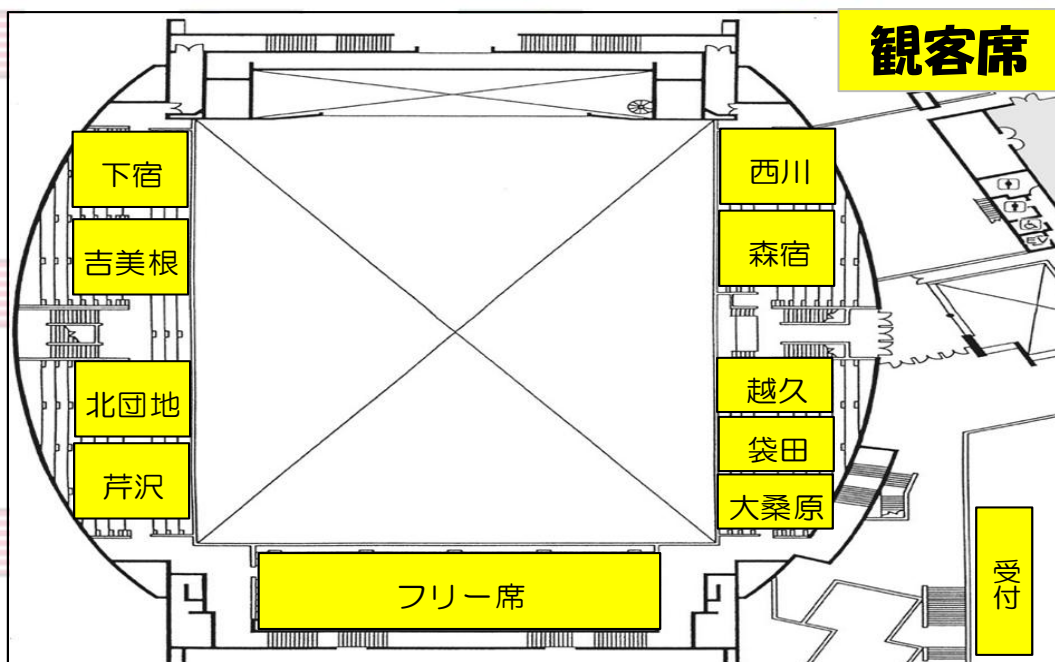 観客席
下宿
西川
吉美根
森宿
北団地
越久
袋田
芹沢
大桑原
フリー席
受付